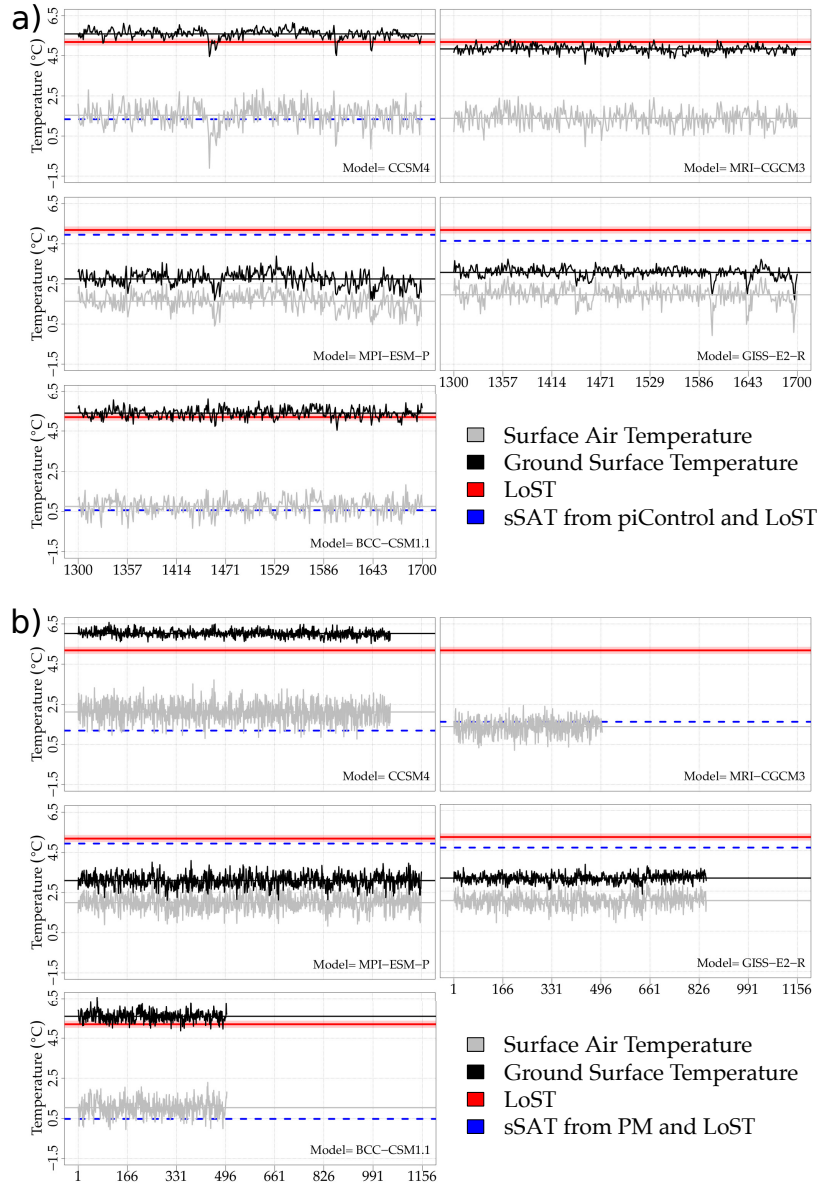 a)
6.5
4.5
2.5
0.5
−1.5
Temperature (°C)
Model= CCSM4
Model= MRI−CGCM3
6.5
4.5
2.5
0.5
−1.5
Temperature (°C)
Model= MPI−ESM−P
Model= GISS−E2−R
1300 1357 1414 1471 1529 1586 1643 1700
6.5
4.5
2.5
0.5
−1.5
Temperature (°C)
Model= BCC−CSM1.1
1300 1357 1414 1471 1529 1586 1643 1700
Surface Air Temperature
Ground Surface Temperature
LoST
sSAT from piControl and LoST
b)
6.5
4.5
2.5
0.5
−1.5
Temperature (°C)
Model= CCSM4
Model= MRI−CGCM3
6.5
4.5
2.5
0.5
−1.5
Temperature (°C)
Model= MPI−ESM−P
Model= GISS−E2−R
1 166 331 496 661 826 991 1156
6.5
4.5
2.5
0.5
−1.5
Temperature (°C)
Model= BCC−CSM1.1
1 166 331 496 661 826 991 1156
Surface Air Temperature
Ground Surface Temperature
LoST
sSAT from PM and LoST